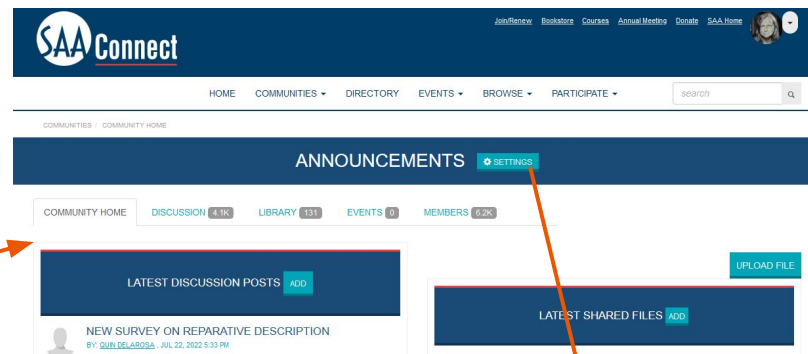 Join/Renew Bookstore Courses Annual Meeting Donate SAA Home
SAA Connect
HOME COMMUNITIES DIRECTORY EVENTS BROWSE PARTICIPATE search
COMMUNITIES / COMMUNITY HOME
ANNOUNCEMENTS SETTINGS
COMMUNITY HOME DISCUSSION 4.1K LIBRARY 131 EVENTS 0 MEMBERS 6.2K
UPLOAD FILE
LATEST DISCUSSION POSTS ADD
LATEST SHARED FILES ADD
NEW SURVEY ON REPARATIVE DESCRIPTION
BY: QUIN DELAROSA , JUL 22, 2022 5:33 PM